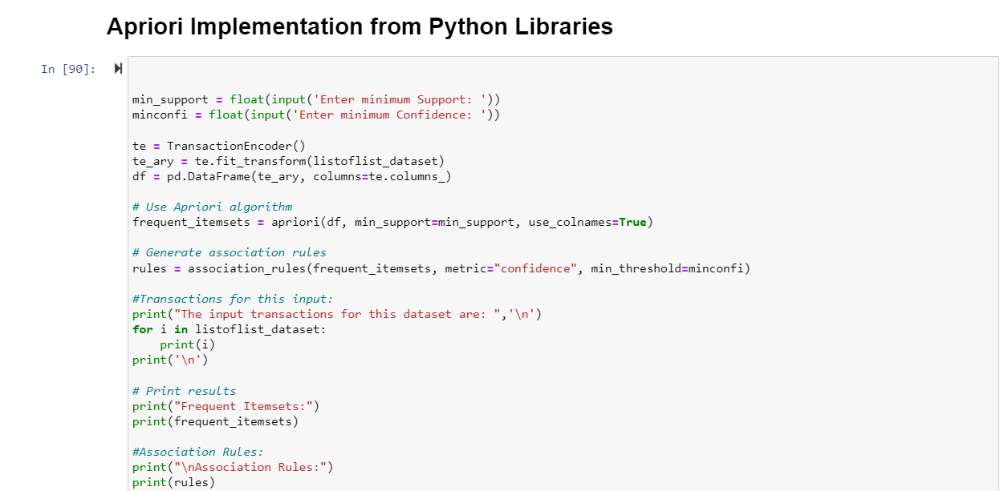 Apriori Implementation from Python Libraries
In [90]:
min_support = float(input('Enter minimum Support: '))
minconfi = float(input('Enter minimum Confidence: '))
te = TransactionEncoder()
te_ary = te.fit_transform(listoflist_dataset)
df = pd.DataFrame(te_ary, columns=te.columns_)
# Use Apriori algorithm
frequent_itemsets = apriori(df, min_support=min_support, use_colnames=True)
# Generate association rules
rules = association_rules(frequent_itemsets, metric="confidence", min_threshold=minconfi)
#Transactions for this input:
print("The input transactions for this dataset are: ",'\n')
for i in listoflist_dataset:
    print(i)
print('\n')
# Print results
print("Frequent Itemsets:")
print(frequent_itemsets)
#Association Rules:
print("\nAssociation Rules:")
print(rules)